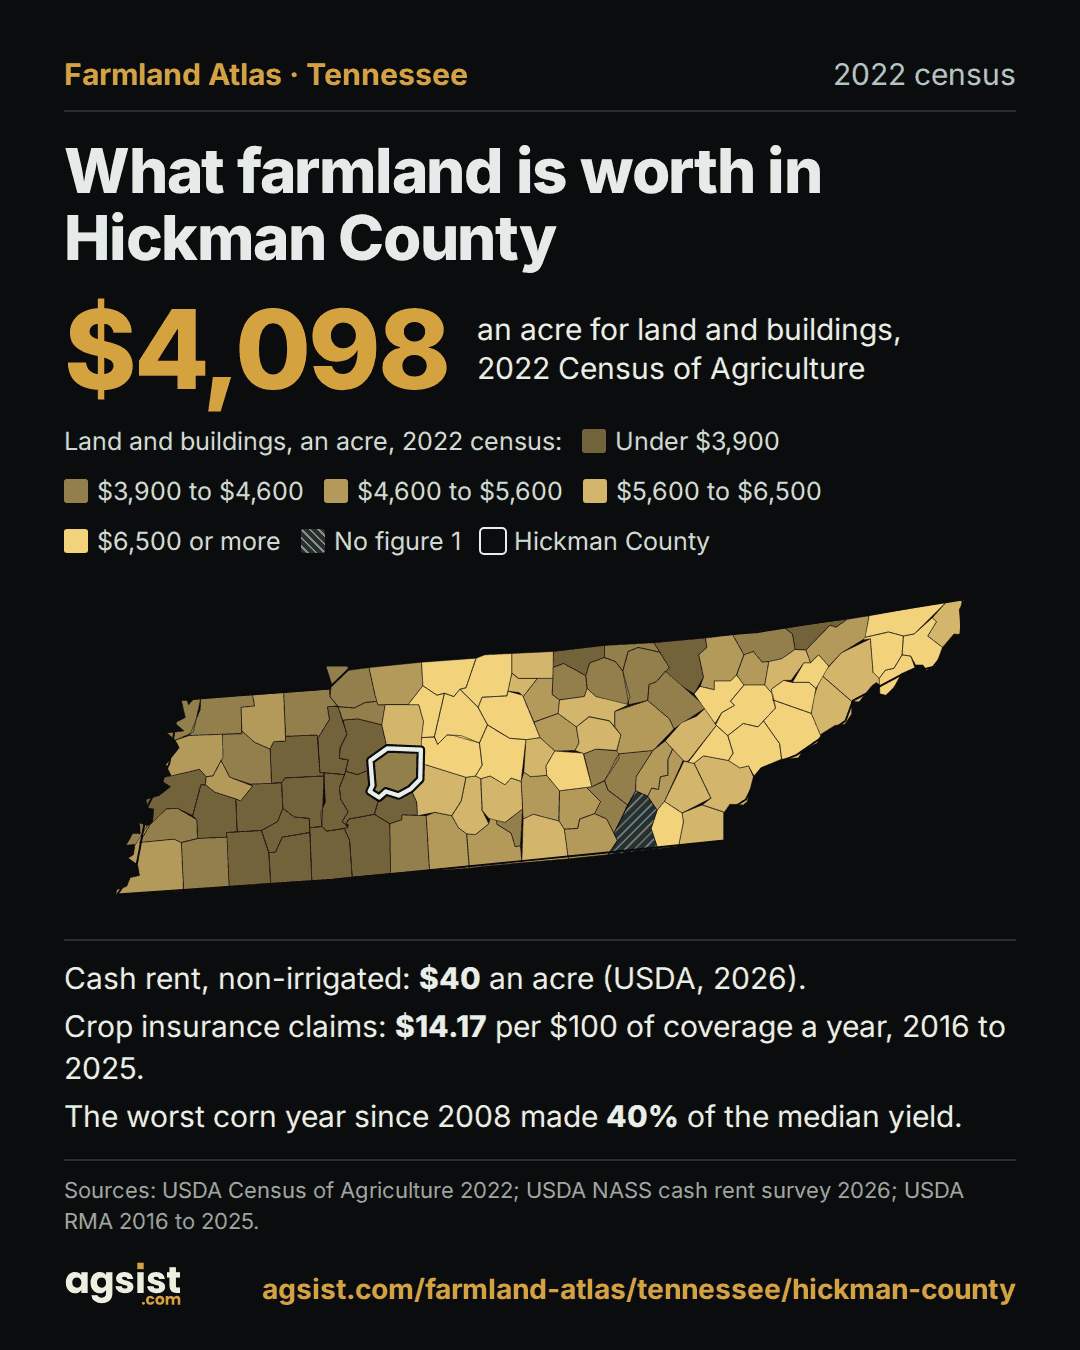 Farmland Atlas · Tennessee
2022 census
What farmland is worth in
Hickman County
$4,098
an acre for land and buildings,
2022 Census of Agriculture
Land and buildings, an acre, 2022 census: Under $3,900
$3,900 to $4,600 $4,600 to $5,600 $5,600 to $6,500
$6,500 or more No figure 1 Hickman County
Cash rent, non-irrigated: $40 an acre (USDA, 2026).
Crop insurance claims: $14.17 per $100 of coverage a year, 2016 to
2025.
The worst corn year since 2008 made 40% of the median yield.
Sources: USDA Census of Agriculture 2022; USDA NASS cash rent survey 2026; USDA
RMA 2016 to 2025.
agsist
.com
agsist.com/farmland-atlas/tennessee/hickman-county